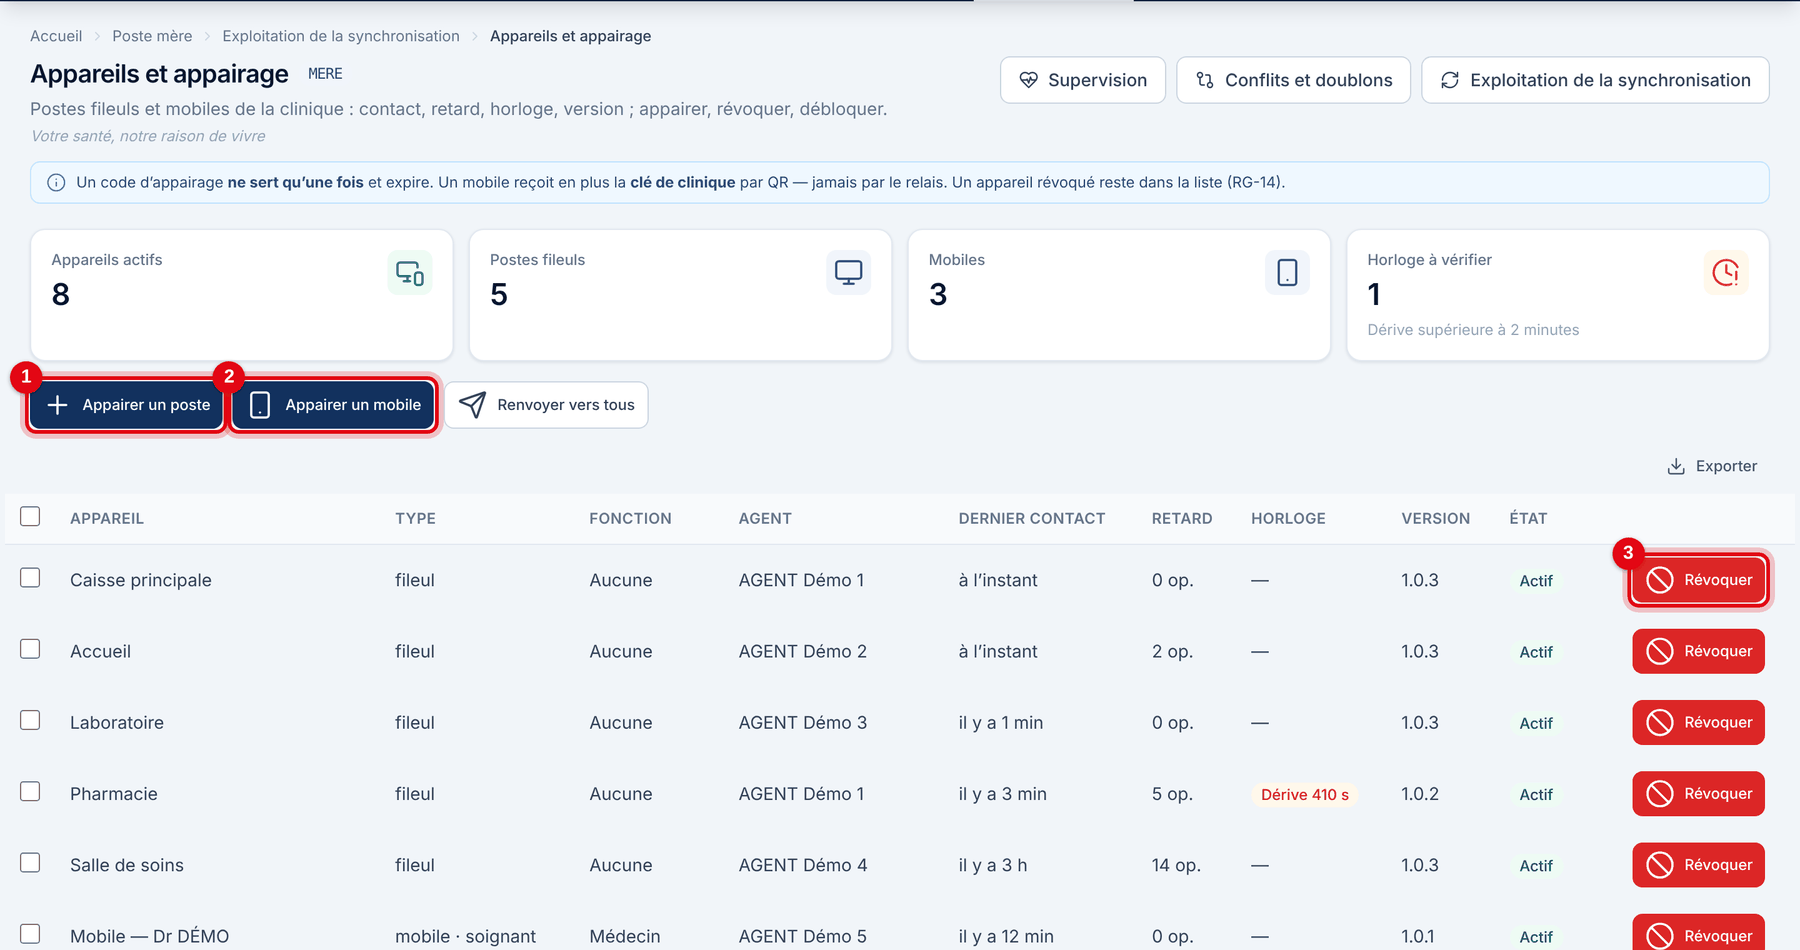 Accueil > Poste mère > Exploitation de la synchronisation > Appareils et appairage
Appareils et appairage MERE
Supervision
Conflits et doublons
Exploitation de la synchronisation
Postes fileuls et mobiles de la clinique : contact, retard, horloge, version ; appairer, révoquer, débloquer.
Votre santé, notre raison de vivre
Un code d’appairage ne sert qu’une fois et expire. Un mobile reçoit en plus la clé de clinique par QR — jamais par le relais. Un appareil révoqué reste dans la liste (RG-14).
Appareils actifs
8
Postes fileuls
5
Mobiles
3
Horloge à vérifier
1
Dérive supérieure à 2 minutes
1
Appairer un poste
2
Appairer un mobile
Renvoyer vers tous
Exporter
APPAREIL TYPE FONCTION AGENT DERNIER CONTACT RETARD HORLOGE VERSION ÉTAT
3
Caisse principale fileul Aucune AGENT Démo 1 à l’instant 0 op. — 1.0.3 Actif Révoquer
Accueil fileul Aucune AGENT Démo 2 à l’instant 2 op. — 1.0.3 Actif Révoquer
Laboratoire fileul Aucune AGENT Démo 3 il y a 1 min 0 op. — 1.0.3 Actif Révoquer
Pharmacie fileul Aucune AGENT Démo 1 il y a 3 min 5 op. Dérive 410 s 1.0.2 Actif Révoquer
Salle de soins fileul Aucune AGENT Démo 4 il y a 3 h 14 op. — 1.0.3 Actif Révoquer
Mobile — Dr DÉMO mobile · soignant Médecin AGENT Démo 5 il y a 12 min 0 op. — 1.0.1 Actif Révoquer